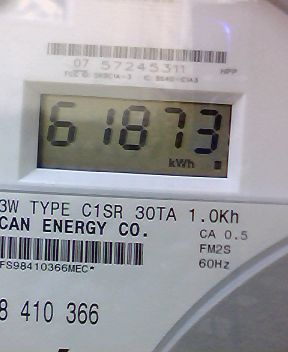 07 57245311 MPP
61873
kWh
3W TYPE C1SR 30TA 1.0Kh
CAN ENERGY CO.
CA 0.5
FM2S
FS98410366MEC*
60Hz
8 410 366